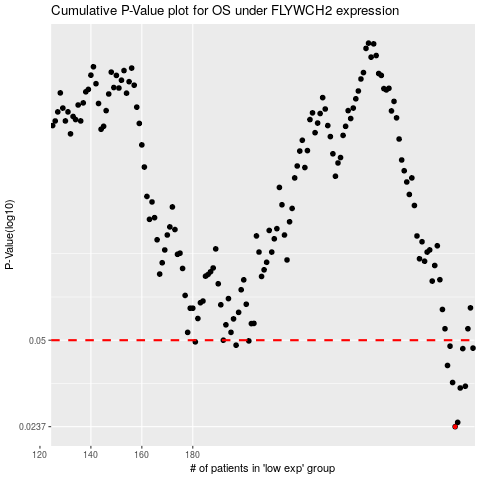 Cumulative P-Value plot for OS under FLYWCH2 expression
P-Value(log10)
0.05
0.0237
120 140 160 180
# of patients in 'low exp' group